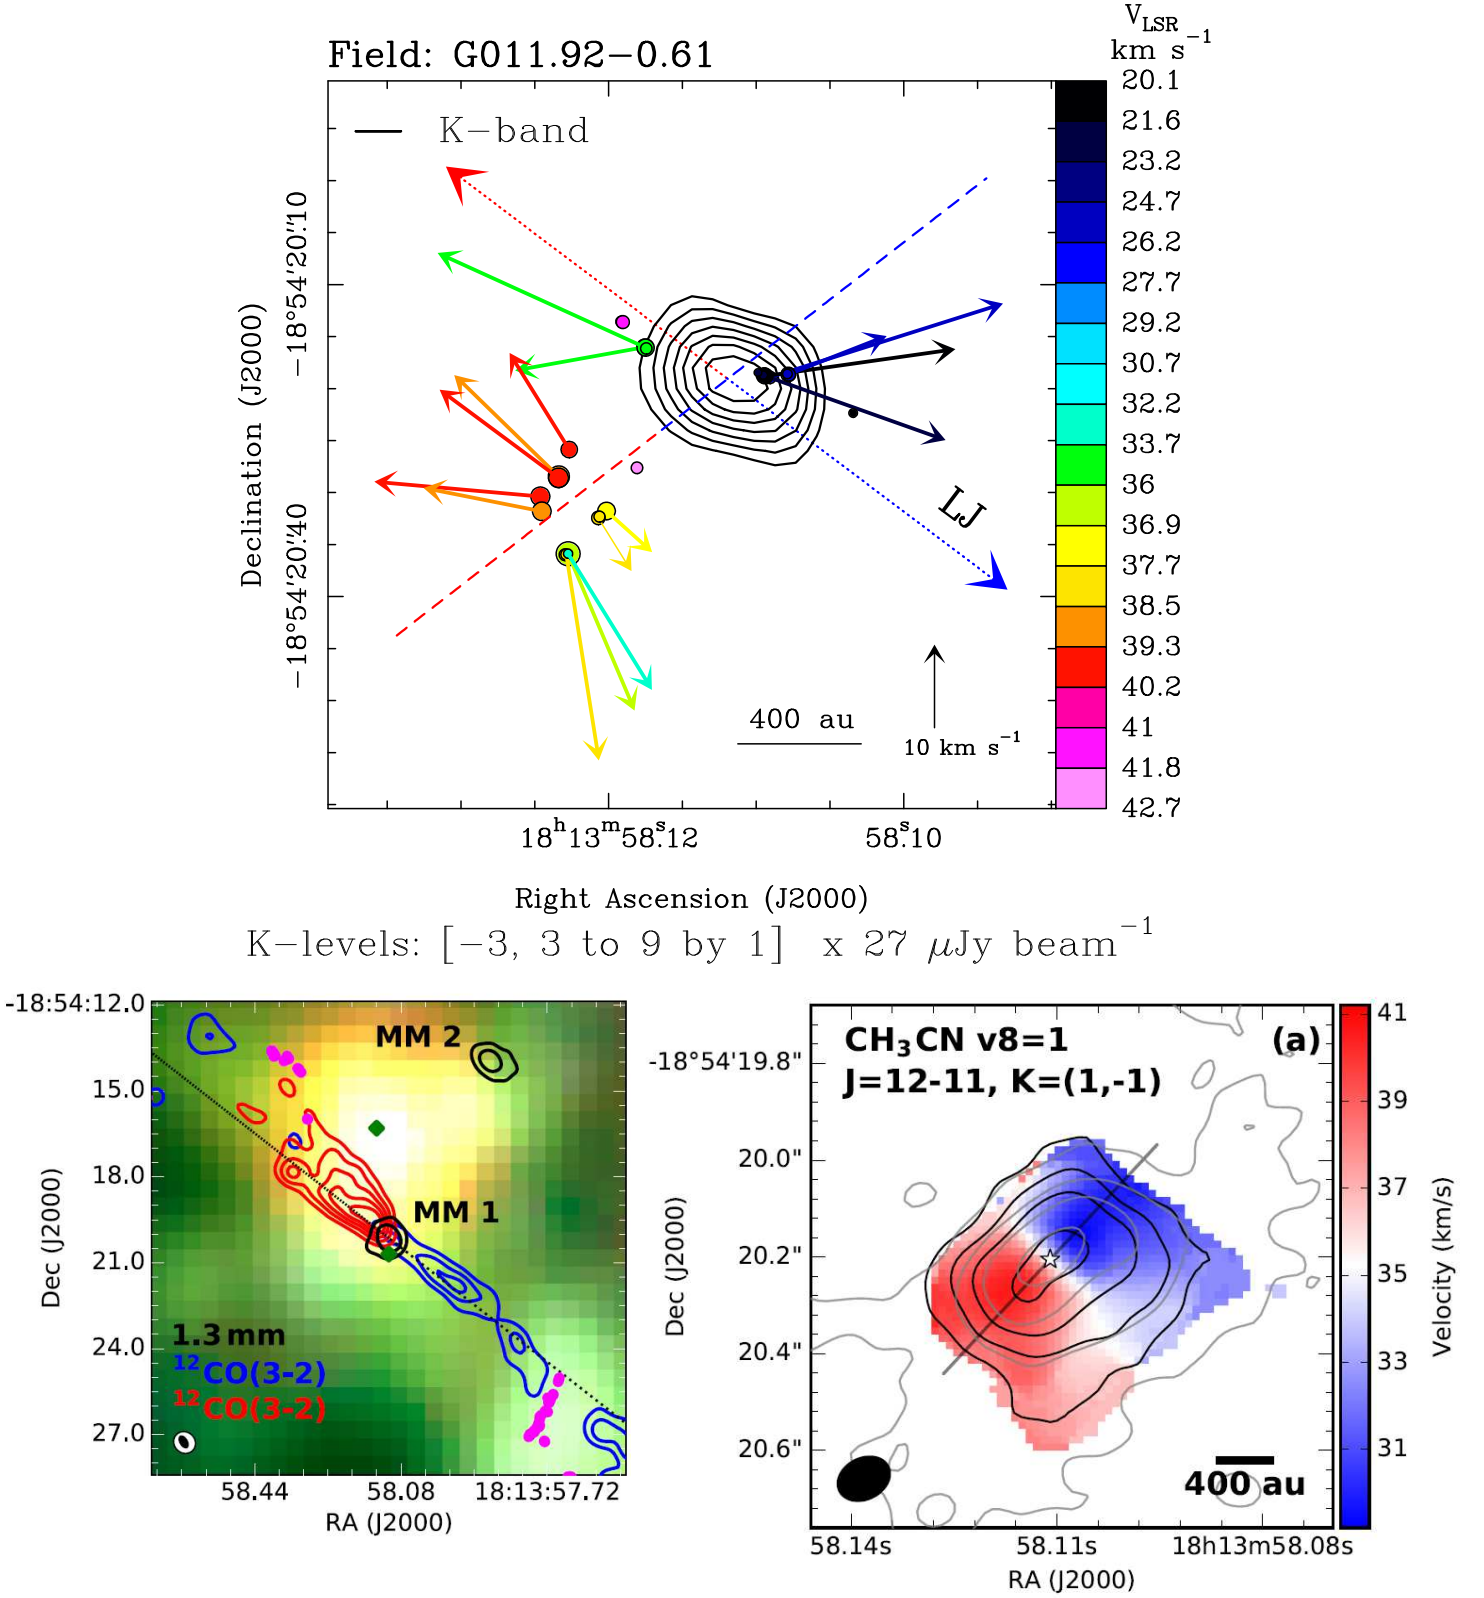 V_LSR
km s⁻¹
Field: G011.92−0.61
K−band
20.1
21.6
23.2
24.7
26.2
27.7
29.2
30.7
32.2
33.7
36
36.9
37.7
38.5
39.3
40.2
41
41.8
42.7
Declination (J2000)
−18°54'20."10
−18°54'20."40
LJ
400 au
10 km s⁻¹
18ʰ13ᵐ58ˢ.12
58ˢ.10
Right Ascension (J2000)
K−levels: [−3, 3 to 9 by 1] x 27 μJy beam⁻¹
-18:54:12.0
15.0
18.0
21.0
24.0
27.0
Dec (J2000)
MM 2
MM 1
1.3 mm
¹²CO(3-2)
¹²CO(3-2)
58.44
58.08
18:13:57.72
RA (J2000)
CH₃CN v8=1
(a)
J=12-11, K=(1,-1)
-18°54'19.8"
20.0"
20.2"
20.4"
20.6"
Dec (J2000)
400 au
58.14s
58.11s
18h13m58.08s
RA (J2000)
41
39
37
35
33
31
Velocity (km/s)